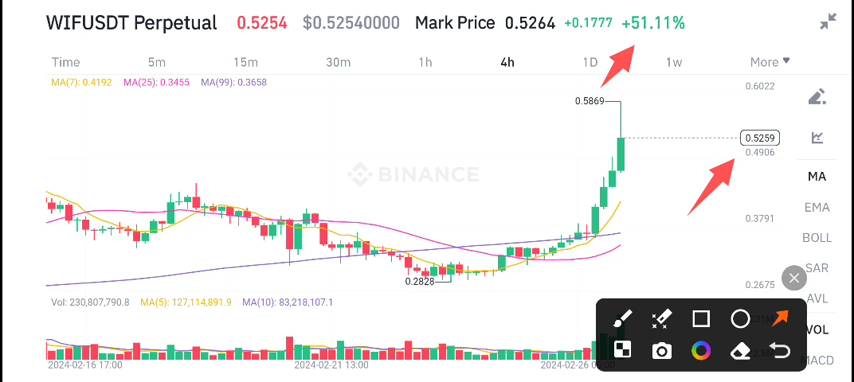 WIFUSDT Perpetual 0.5254 $0.52540000 Mark Price 0.5264 +0.1777 +51.11%
Time 5m 15m 30m 1h 4h 1D 1w More
MA(7): 0.4192 MA(25): 0.3455 MA(99): 0.3658
0.6022
0.5869
0.5259
0.4906
BINANCE
MA
EMA
0.3791
BOLL
SAR
0.2828
0.2675
AVL
Vol: 230,807,790.8 MA(5): 127,114,891.9 MA(10): 83,218,107.1
VOL
MACD
2024-02-16 17:00 2024-02-21 13:00 2024-02-26 0